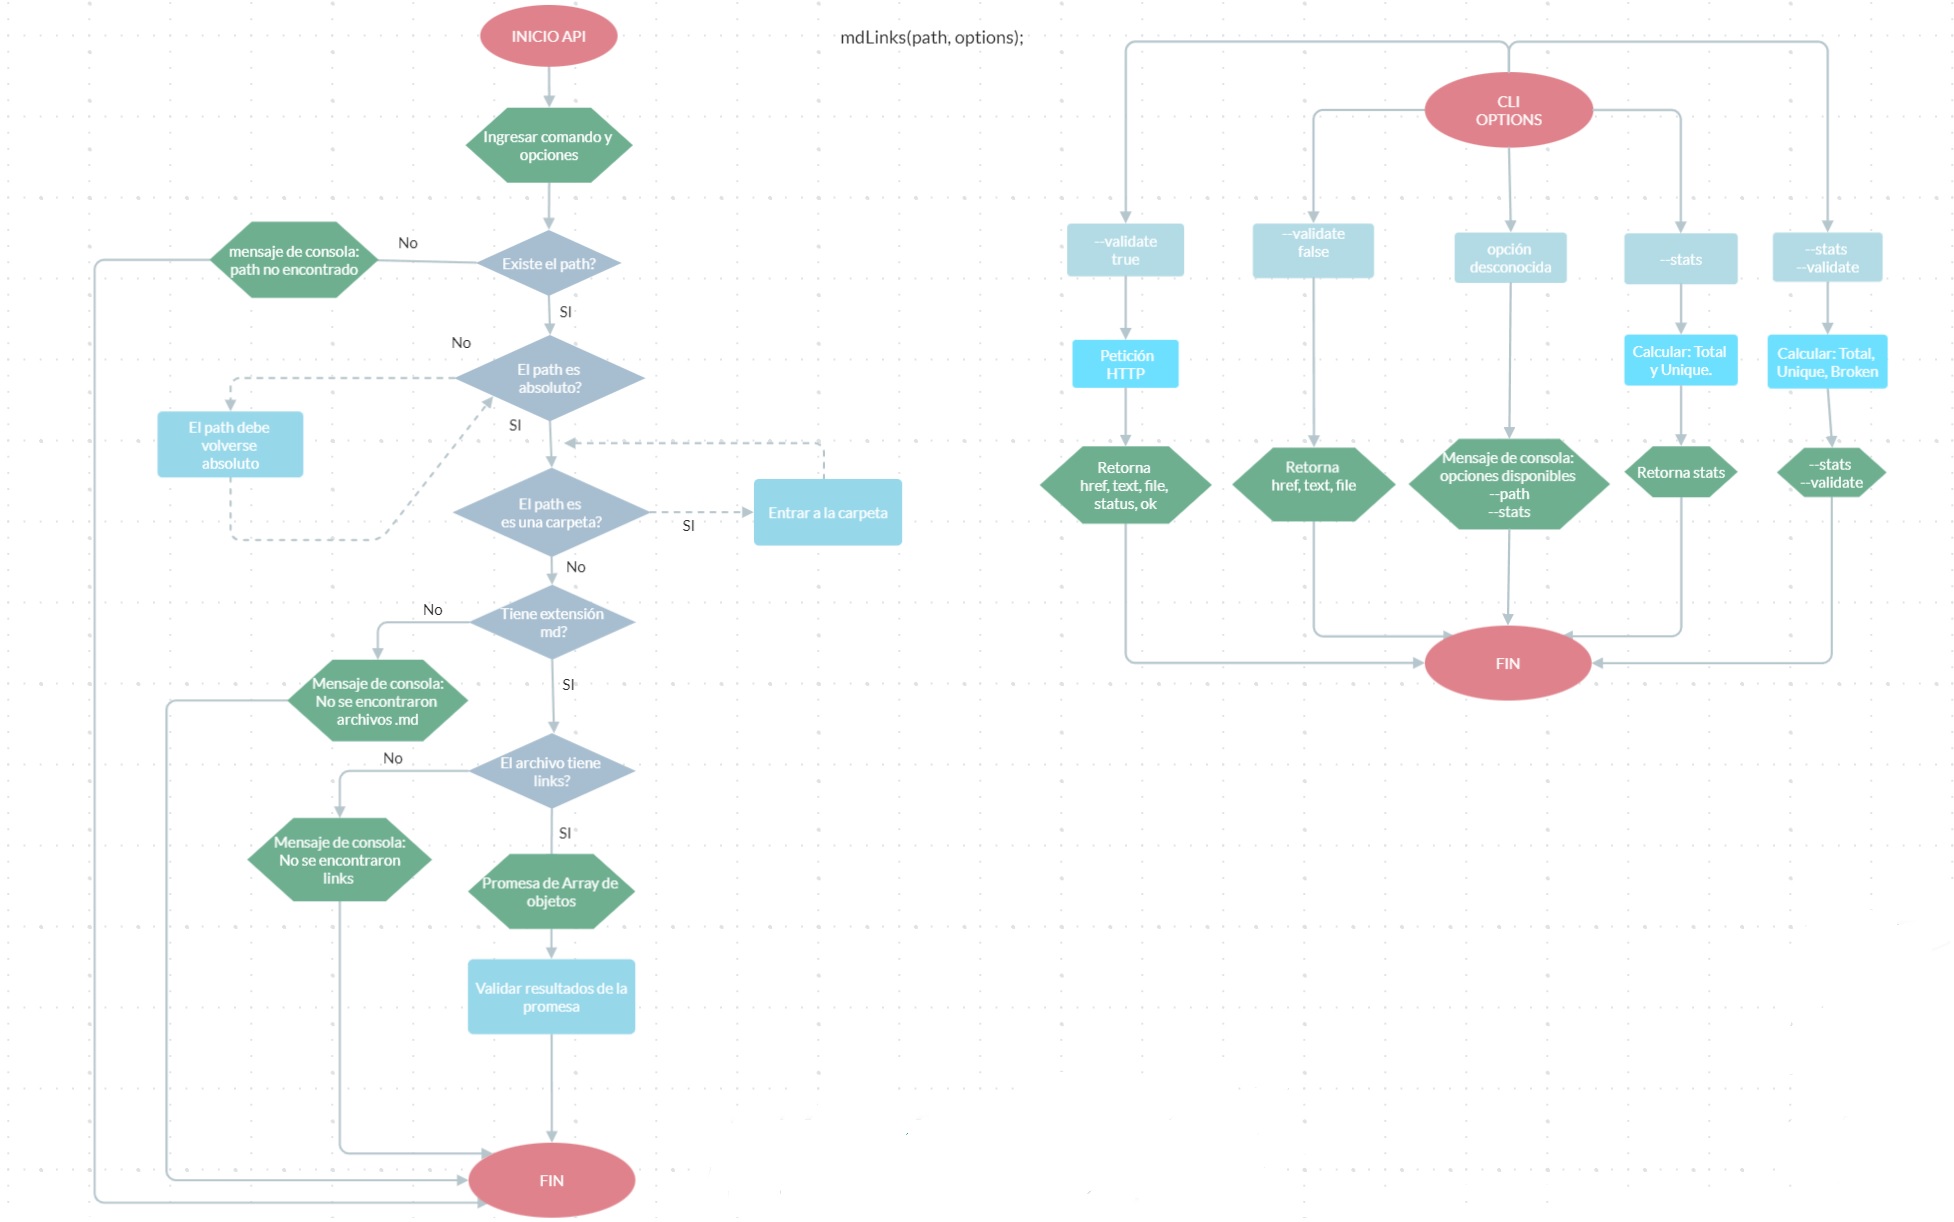 INICIO API
mdLinks(path, options);
Ingresar comando y
opciones
mensaje de consola:
path no encontrado
No
Existe el path?
SI
No
El path es
absoluto?
SI
El path debe
volverse
absoluto
El path es
es una carpeta?
SI
Entrar a la carpeta
No
Tiene extensión
md?
No
SI
Mensaje de consola:
No se encontraron
archivos .md
No
El archivo tiene
links?
SI
Mensaje de consola:
No se encontraron
links
Promesa de Array de
objetos
Validar resultados de la
promesa
FIN
CLI
OPTIONS
--validate
true
--validate
false
opción
desconocida
--stats
--stats
--validate
Petición
HTTP
Calcular: Total
y Unique.
Calcular: Total,
Unique, Broken
Retorna
href, text, file,
status, ok
Retorna
href, text, file
Mensaje de consola:
opciones disponibles
--path
--stats
Retorna stats
--stats
--validate
FIN